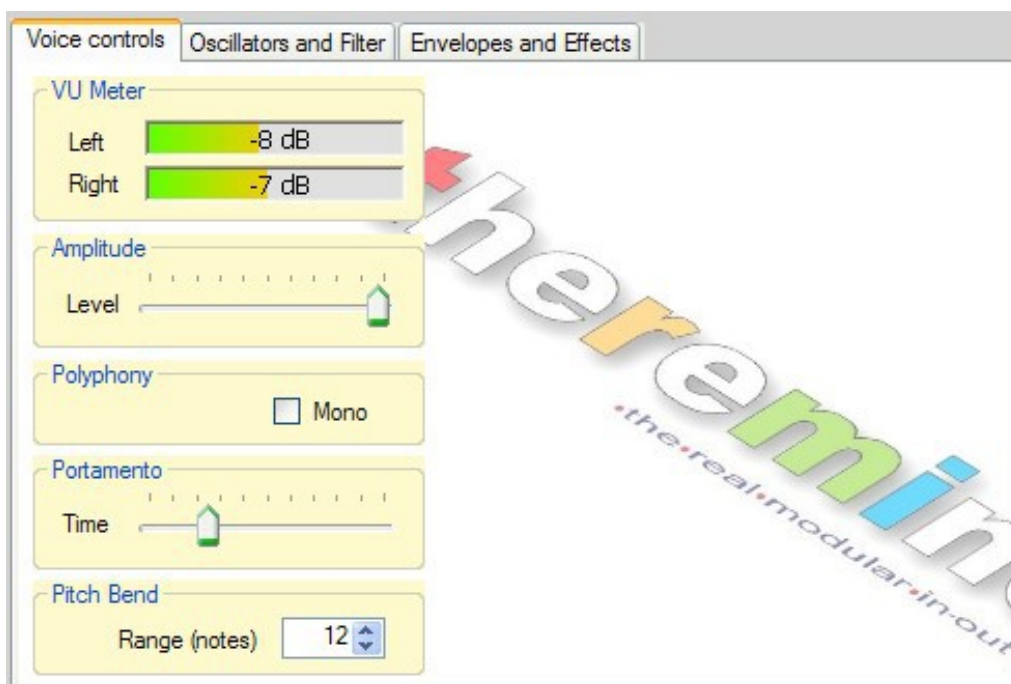 Voice controls
Oscillators and Filter
Envelopes and Effects
VU Meter
Left
-8 dB
Right
-7 dB
Amplitude
Level
Polyphony
Mono
Portamento
Time
Pitch Bend
Range (notes)
12
theremin
•the•real•modular•in•out